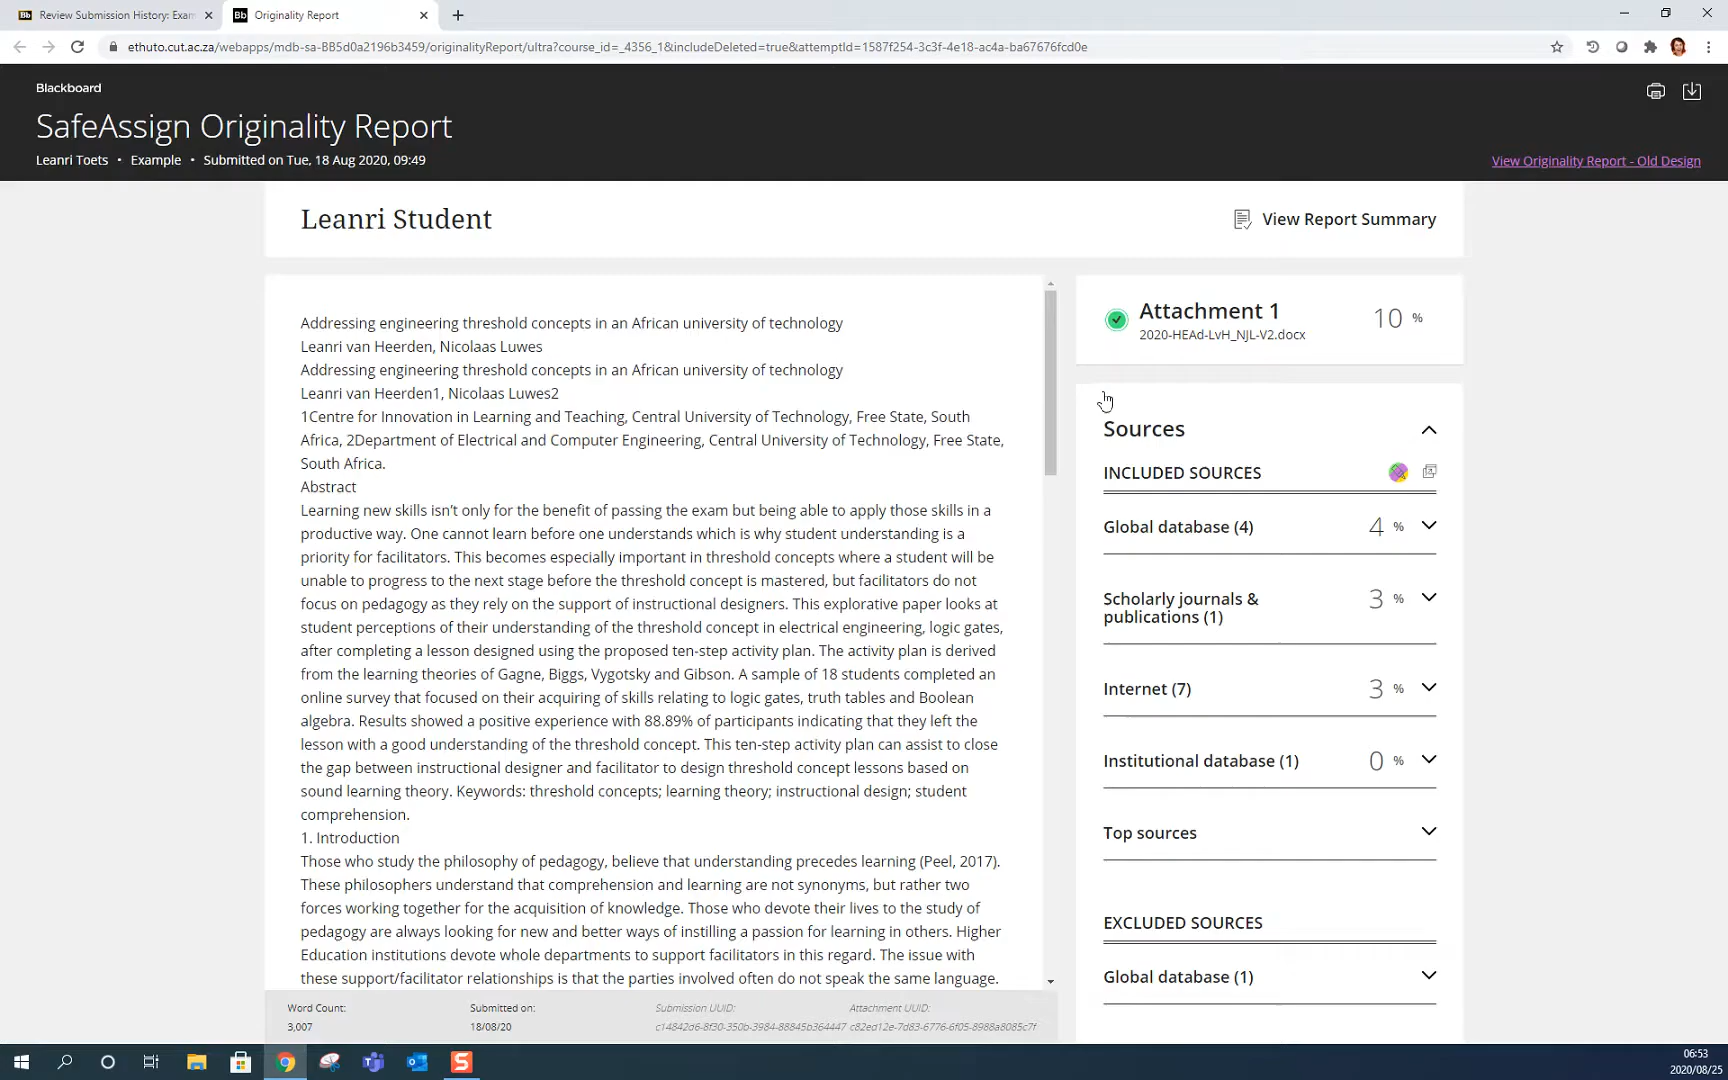 Review Submission History: Exam
Originality Report
ethuto.cut.ac.za/webapps/mdb-sa-BB5d0a2196b3459/originalityReport/ultra?course_id=_4356_1&includeDeleted=true&attemptId=1587f254-3c3f-4e18-ac4a-ba67676fcd0e
Blackboard
SafeAssign Originality Report
Leanri Toets • Example • Submitted on Tue, 18 Aug 2020, 09:49
View Originality Report - Old Design
Leanri Student
View Report Summary
Addressing engineering threshold concepts in an African university of technology
Leanri van Heerden, Nicolaas Luwes
Addressing engineering threshold concepts in an African university of technology
Leanri van Heerden1, Nicolaas Luwes2
1Centre for Innovation in Learning and Teaching, Central University of Technology, Free State, South
Africa, 2Department of Electrical and Computer Engineering, Central University of Technology, Free State,
South Africa.
Abstract
Learning new skills isn't only for the benefit of passing the exam but being able to apply those skills in a
productive way. One cannot learn before one understands which is why student understanding is a
priority for facilitators. This becomes especially important in threshold concepts where a student will be
unable to progress to the next stage before the threshold concept is mastered, but facilitators do not
focus on pedagogy as they rely on the support of instructional designers. This explorative paper looks at
student perceptions of their understanding of the threshold concept in electrical engineering, logic gates,
after completing a lesson designed using the proposed ten-step activity plan. The activity plan is derived
from the learning theories of Gagne, Biggs, Vygotsky and Gibson. A sample of 18 students completed an
online survey that focused on their acquiring of skills relating to logic gates, truth tables and Boolean
algebra. Results showed a positive experience with 88.89% of participants indicating that they left the
lesson with a good understanding of the threshold concept. This ten-step activity plan can assist to close
the gap between instructional designer and facilitator to design threshold concept lessons based on
sound learning theory. Keywords: threshold concepts; learning theory; instructional design; student
comprehension.
1. Introduction
Those who study the philosophy of pedagogy, believe that understanding precedes learning (Peel, 2017).
These philosophers understand that comprehension and learning are not synonyms, but rather two
forces working together for the acquisition of knowledge. Those who devote their lives to the study of
pedagogy are always looking for new and better ways of instilling a passion for learning in others. Higher
Education institutions devote whole departments to support facilitators in this regard. The issue with
these support/facilitator relationships is that the parties involved often do not speak the same language.
Word Count:
3,007
Submitted on:
18/08/20
Submission UUID:
c14842d6-8f30-350b-3984-88845b364447
Attachment UUID:
c82ed12e-7d83-6776-6f05-8988a8085c7f
Attachment 1
10 %
2020-HEAd-LvH_NJL-V2.docx
Sources
INCLUDED SOURCES
Global database (4) 4 %
Scholarly journals &
publications (1)
3 %
Internet (7) 3 %
Institutional database (1) 0 %
Top sources
EXCLUDED SOURCES
Global database (1)
06:53
2020/08/25